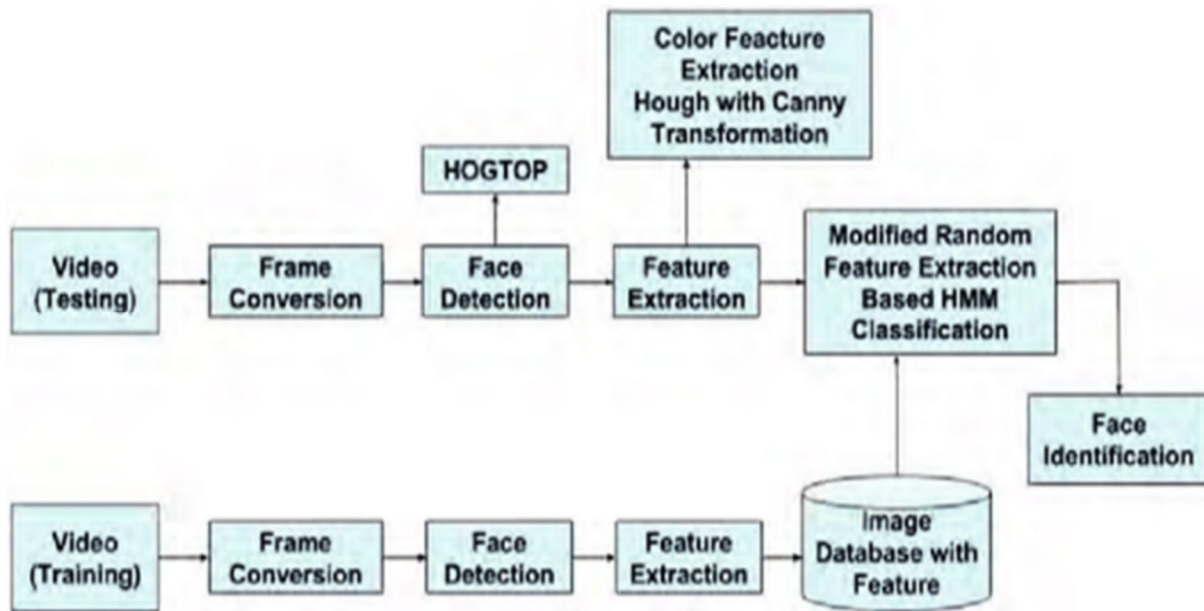 Color Feacture
Extraction
Hough with Canny
Transformation
HOGTOP
Video
(Testing)
Frame
Conversion
Face
Detection
Feature
Extraction
Modified Random
Feature Extraction
Based HMM
Classification
Face
Identification
Video
(Training)
Frame
Conversion
Face
Detection
Feature
Extraction
Image
Database with
Feature